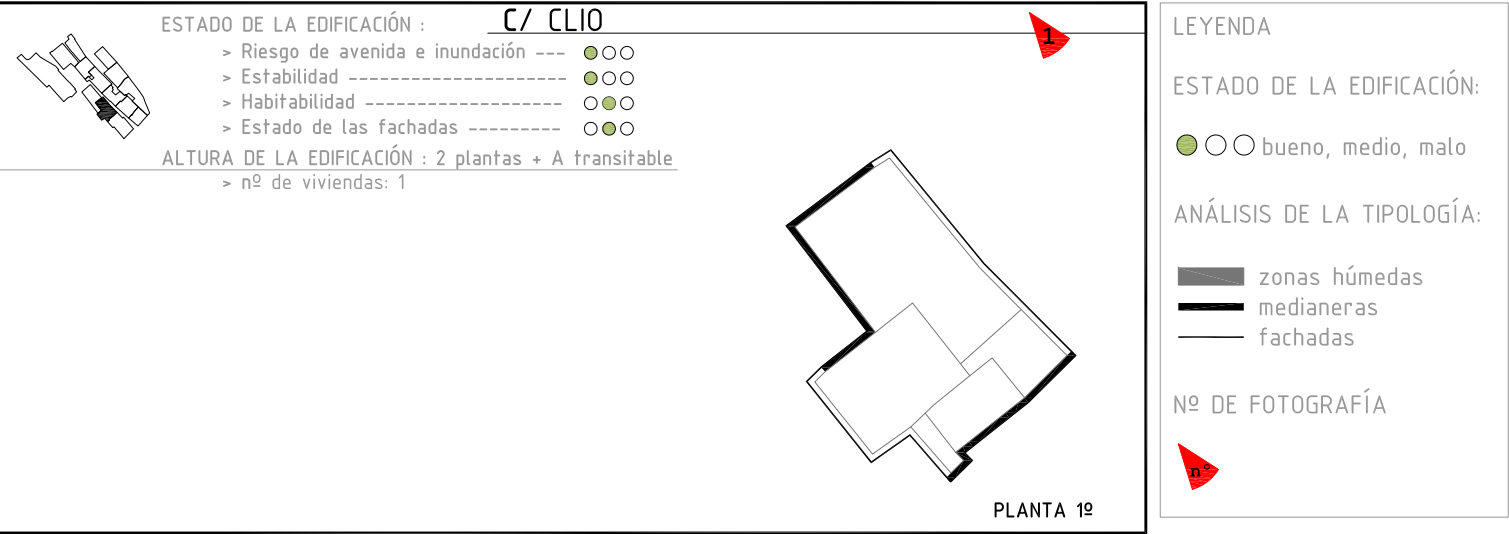 ESTADO DE LA EDIFICACIÓN : C/ CLIO
> Riesgo de avenida e inundación ---
> Estabilidad ---------------------
> Habitabilidad -------------------
> Estado de las fachadas ---------
ALTURA DE LA EDIFICACIÓN : 2 plantas + A transitable
> nº de viviendas: 1
1
PLANTA 1º
LEYENDA
ESTADO DE LA EDIFICACIÓN:
bueno, medio, malo
ANÁLISIS DE LA TIPOLOGÍA:
zonas húmedas
medianeras
fachadas
Nº DE FOTOGRAFÍA
n°